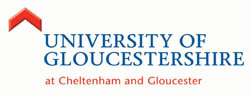 UNIVERSITY OF
GLOUCESTERSHIRE
at Cheltenham and Gloucester